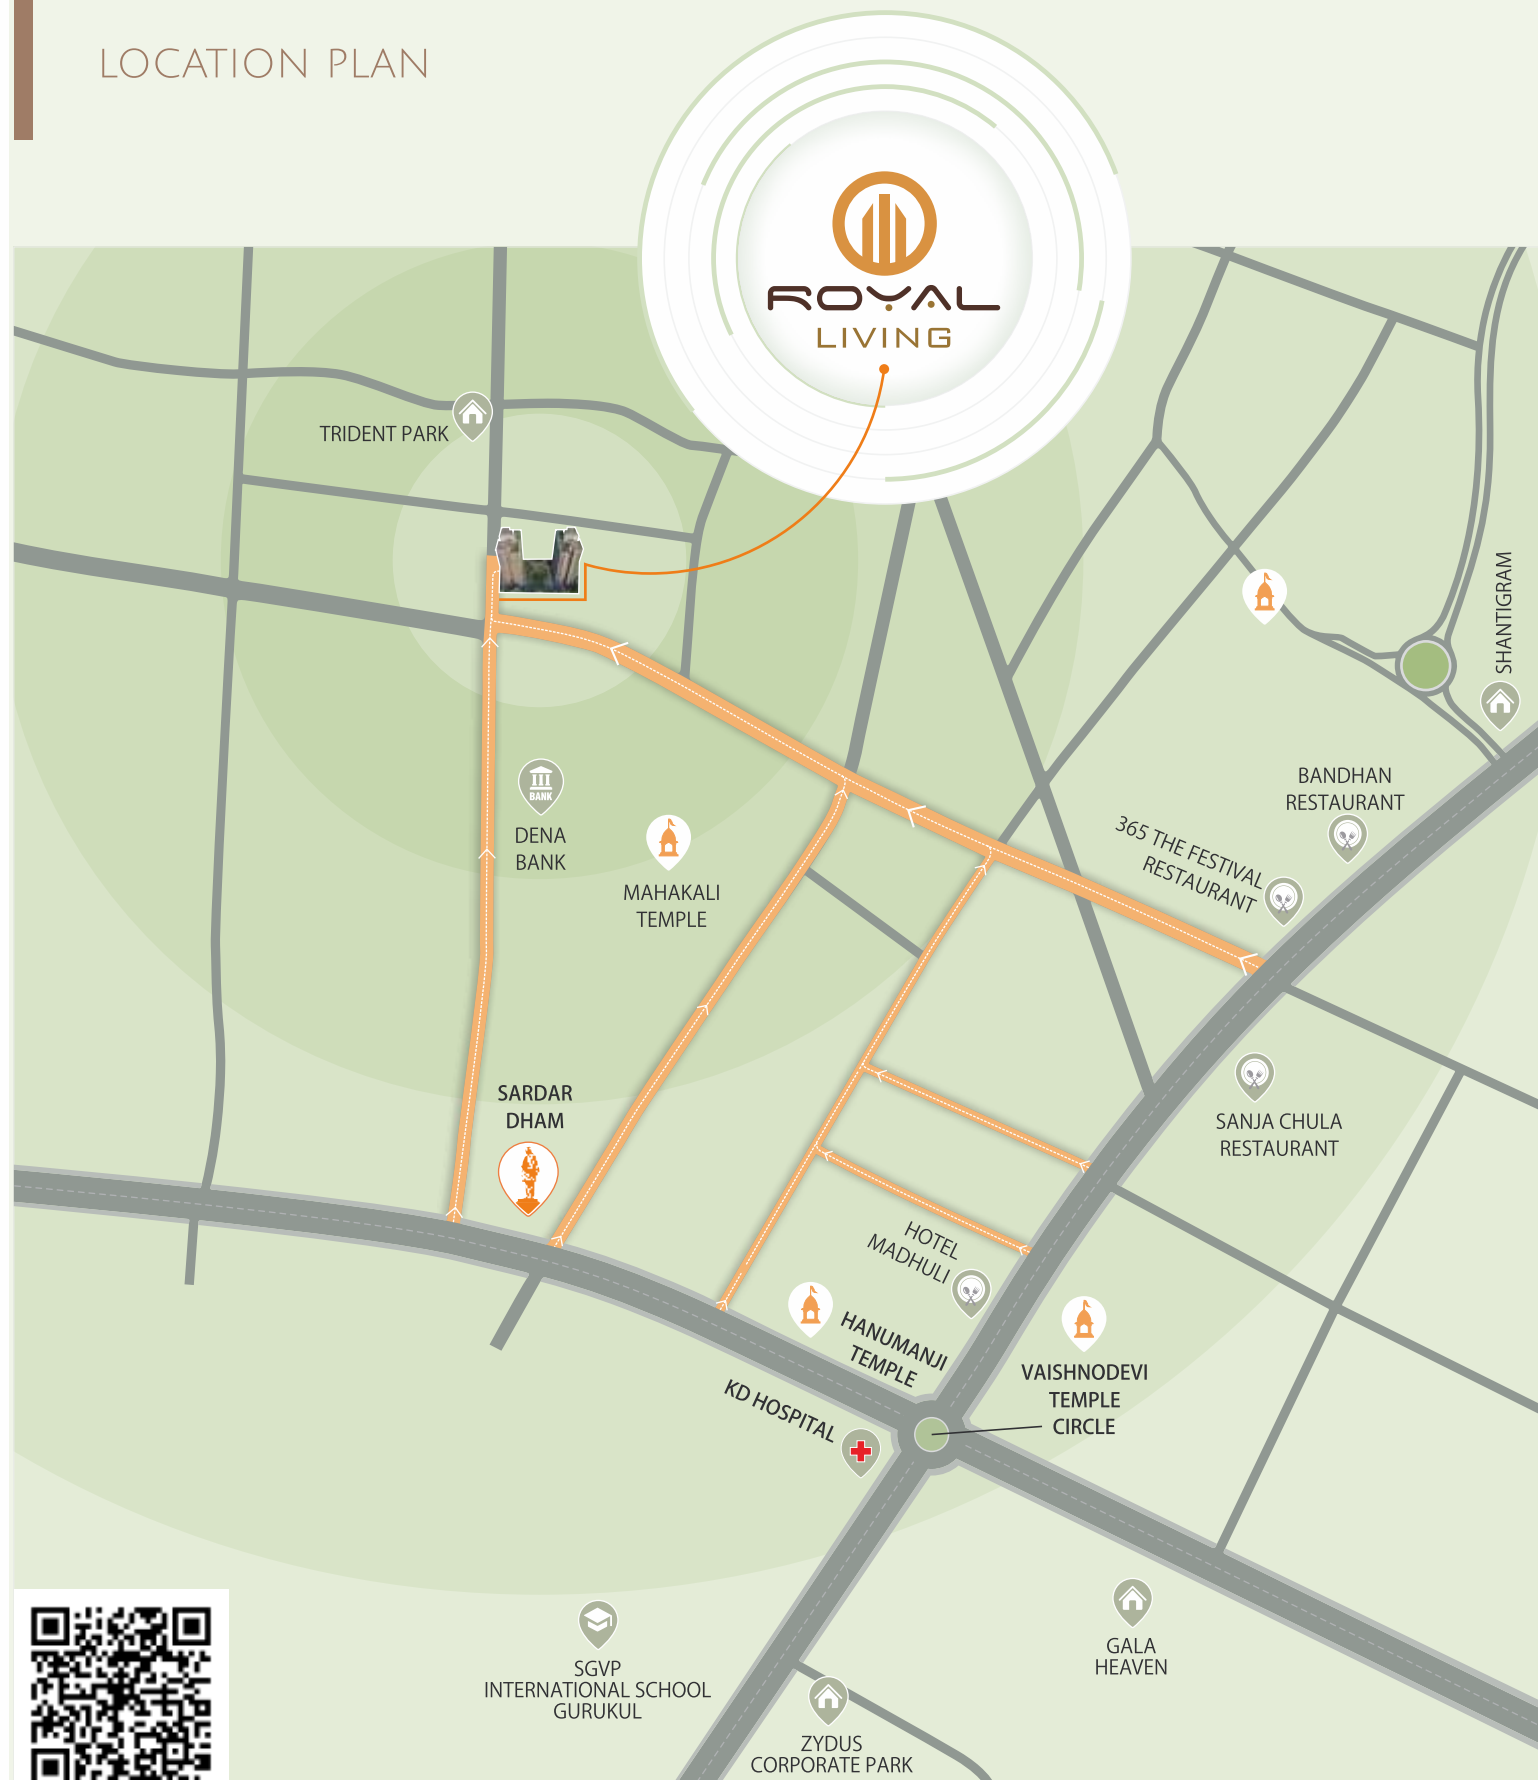 LOCATION PLAN
ROYAL
LIVING
TRIDENT PARK
SHANTIGRAM
BANDHAN
RESTAURANT
365 THE FESTIVAL
RESTAURANT
BANK
DENA
BANK
MAHAKALI
TEMPLE
SARDAR
DHAM
SANJA CHULA
RESTAURANT
HOTEL
MADHULI
HANUMANJI
TEMPLE
VAISHNODEVI
TEMPLE
CIRCLE
KD HOSPITAL
GALA
HEAVEN
SGVP
INTERNATIONAL SCHOOL
GURUKUL
ZYDUS
CORPORATE PARK